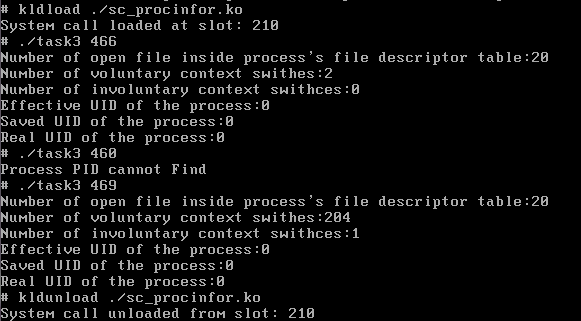 # kldload ./sc_procinfor.ko
System call loaded at slot: 210
# ./task3 466
Number of open file inside process's file descriptor table:20
Number of voluntary context swithes:2
Number of involuntary context swithces:0
Effective UID of the process:0
Saved UID of the process:0
Real UID of the process:0
# ./task3 460
Process PID cannot Find
# ./task3 469
Number of open file inside process's file descriptor table:20
Number of voluntary context swithes:204
Number of involuntary context swithces:1
Effective UID of the process:0
Saved UID of the process:0
Real UID of the process:0
# kldunload ./sc_procinfor.ko
System call unloaded from slot: 210